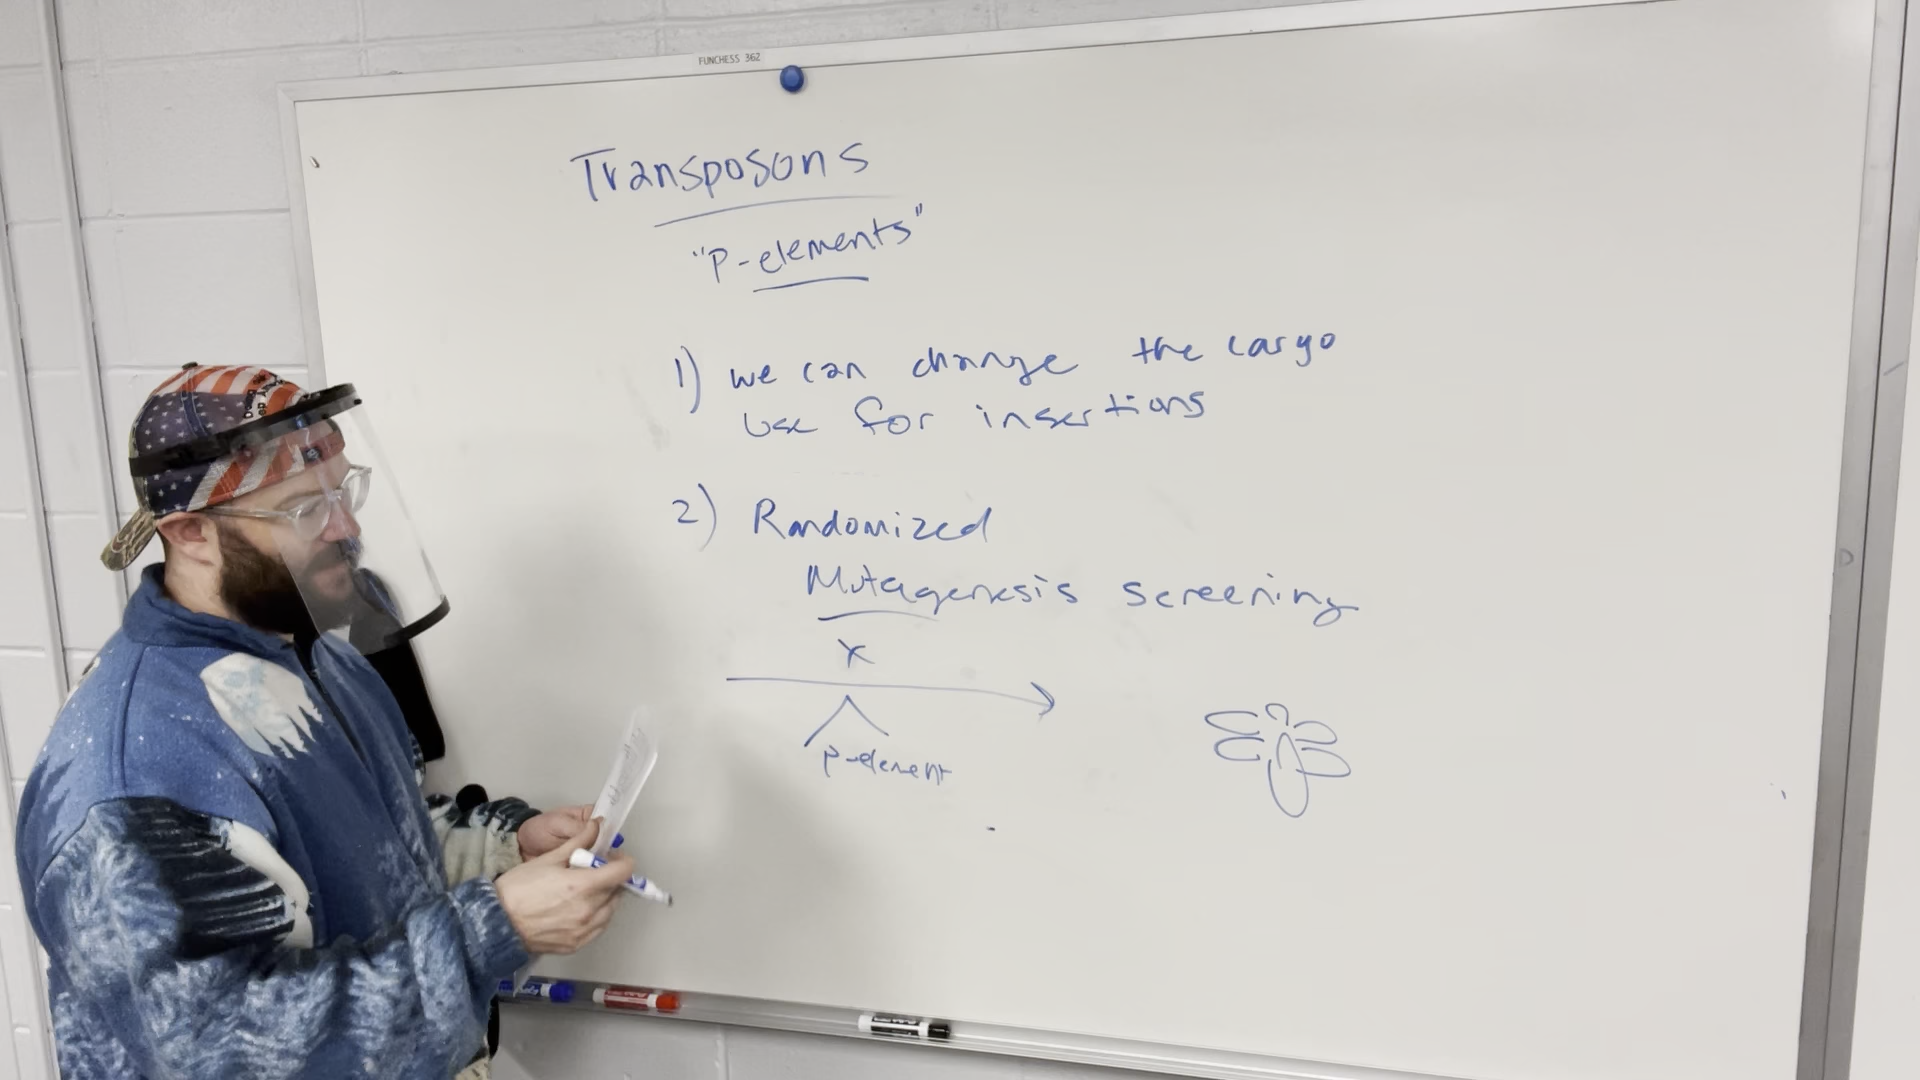 FUNCHESS 362
Transposons
"P-elements"
1) we can change the cargo
use for insertions
2) Randomized
Mutagenesis screening
X
p-element